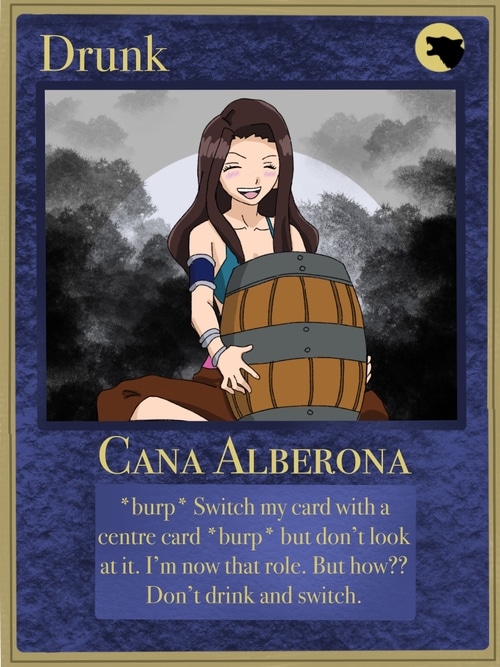 Drunk
CANA ALBERONA
*burp* Switch my card with a
centre card *burp* but don't look
at it. I'm now that role. But how??
Don't drink and switch.